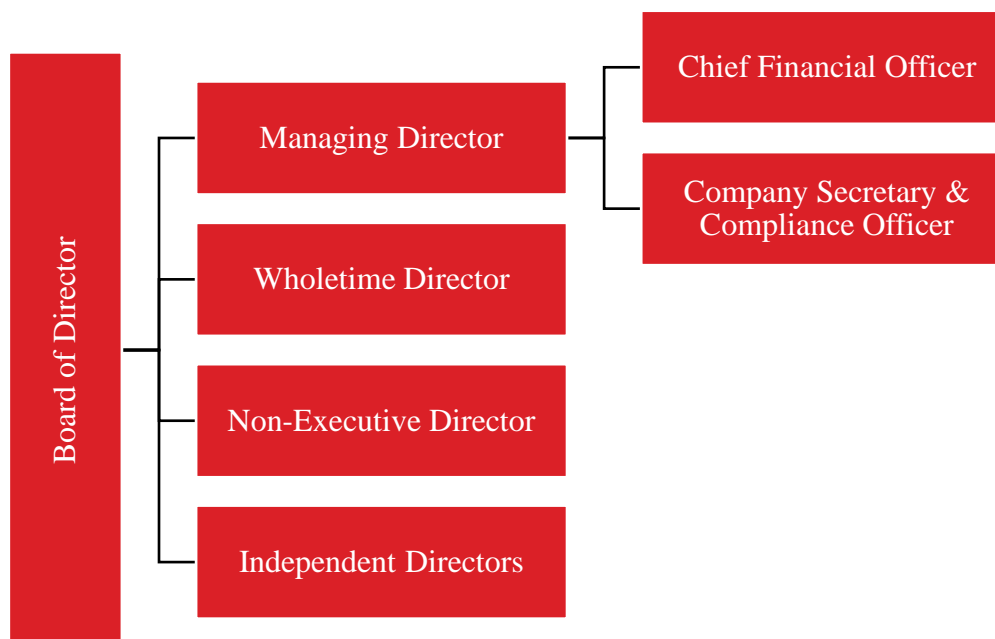 Board of Director
Managing Director
Chief Financial Officer
Company Secretary &
Compliance Officer
Wholetime Director
Non-Executive Director
Independent Directors